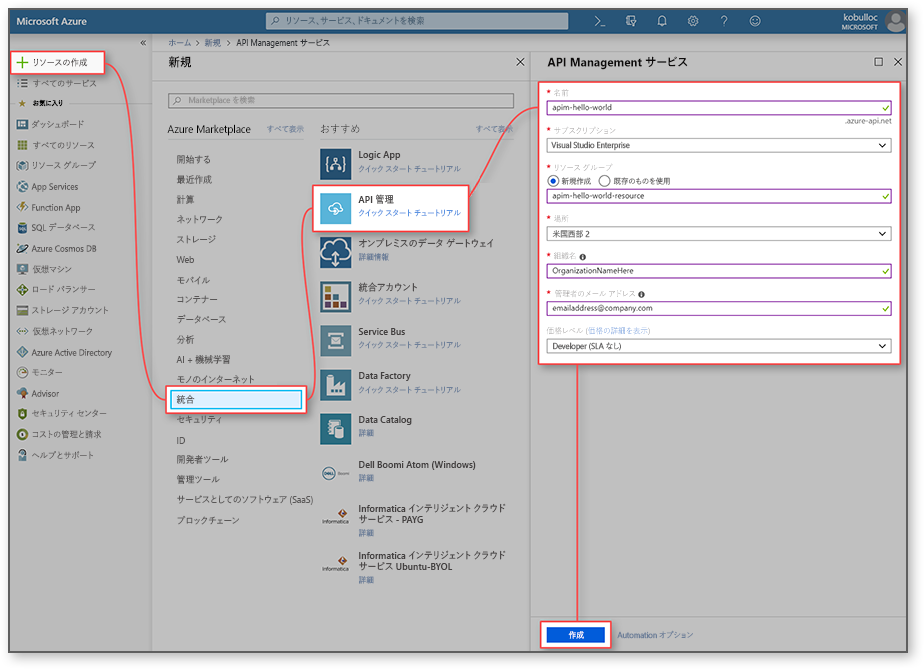 Microsoft Azure
リソース、サービス、ドキュメントを検索
kobulloc
MICROSOFT
ホーム > 新規 > API Management サービス
リソースの作成
すべてのサービス
お気に入り
ダッシュボード
すべてのリソース
リソース グループ
App Services
Function App
SQL データベース
Azure Cosmos DB
仮想マシン
ロード バランサー
ストレージ アカウント
仮想ネットワーク
Azure Active Directory
モニター
Advisor
セキュリティ センター
コストの管理と請求
ヘルプとサポート
新規
Marketplace を検索
Azure Marketplace すべて表示
開始する
最近作成
計算
ネットワーク
ストレージ
Web
モバイル
コンテナー
データベース
分析
AI + 機械学習
モノのインターネット
統合
セキュリティ
ID
開発者ツール
管理ツール
サービスとしてのソフトウェア (SaaS)
ブロックチェーン
おすすめ すべて表示
Logic App
クイック スタート チュートリアル
API 管理
クイック スタート チュートリアル
オンプレミスのデータ ゲートウェイ
詳細情報
統合アカウント
クイック スタート チュートリアル
Service Bus
クイック スタート チュートリアル
Data Factory
クイック スタート チュートリアル
Data Catalog
詳細
DELL Boomi
Dell Boomi Atom (Windows)
詳細
Informatica
Informatica インテリジェント クラウド
サービス - PAYG
詳細
Informatica
Informatica インテリジェント クラウド
サービス Ubuntu-BYOL
詳細
API Management サービス
* 名前
apim-hello-world
.azure-api.net
* サブスクリプション
Visual Studio Enterprise
* リソース グループ
新規作成 既存のものを使用
apim-hello-world-resource
* 場所
米国西部 2
* 組織名
OrganizationNameHere
* 管理者のメール アドレス
emailaddress@company.com
価格レベル (価格の詳細を表示)
Developer (SLA なし)
作成 Automation オプション